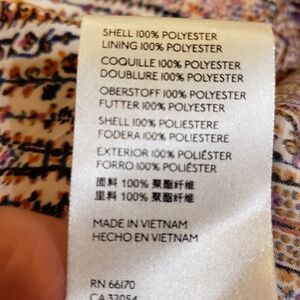 SHELL 100% POLYESTER
LINING 100% POLYESTER
COQUILLE 100% POLYESTER
DOUBLURE 100% POLYESTER
OBERSTOFF 100% POLYESTER
FUTTER 100% POLYESTER
SHELL 100% POLIESTERE
FODERA 100% POLIESTERE
EXTERIOR 100% POLIÉSTER
FORRO 100% POLIÉSTER
面料 100% 聚酯纤维
里料 100% 聚酯纤维
MADE IN VIETNAM
HECHO EN VIETNAM
RN 66170
CA 32054